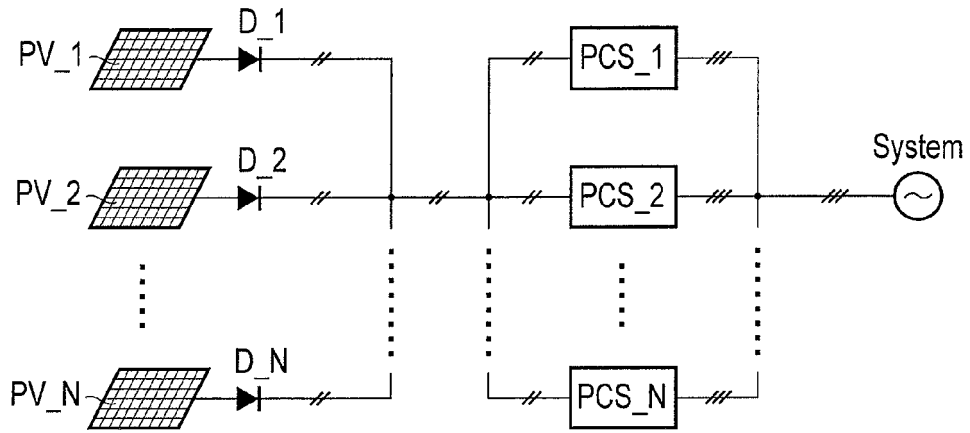 PV_1
D_1
PCS_1
System
PV_2
D_2
PCS_2
PV_N
D_N
PCS_N